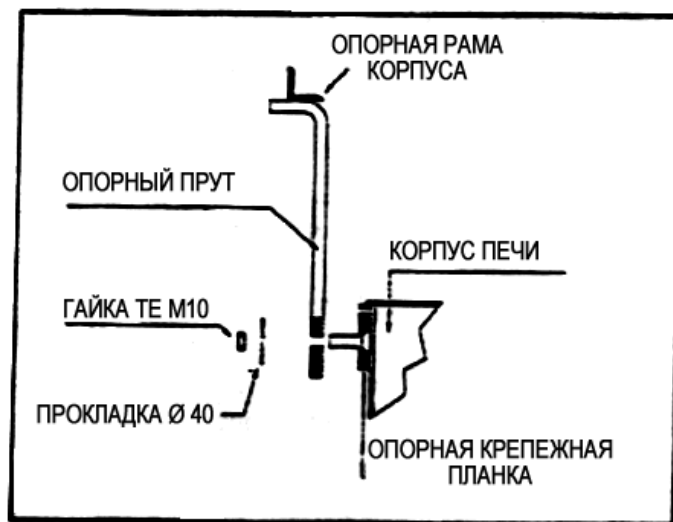 ОПОРНАЯ РАМА
КОРПУСА
ОПОРНЫЙ ПРУТ
КОРПУС ПЕЧИ
ГАЙКА ТЕ М10
ПРОКЛАДКА Ø 40
ОПОРНАЯ КРЕПЕЖНАЯ
ПЛАНКА